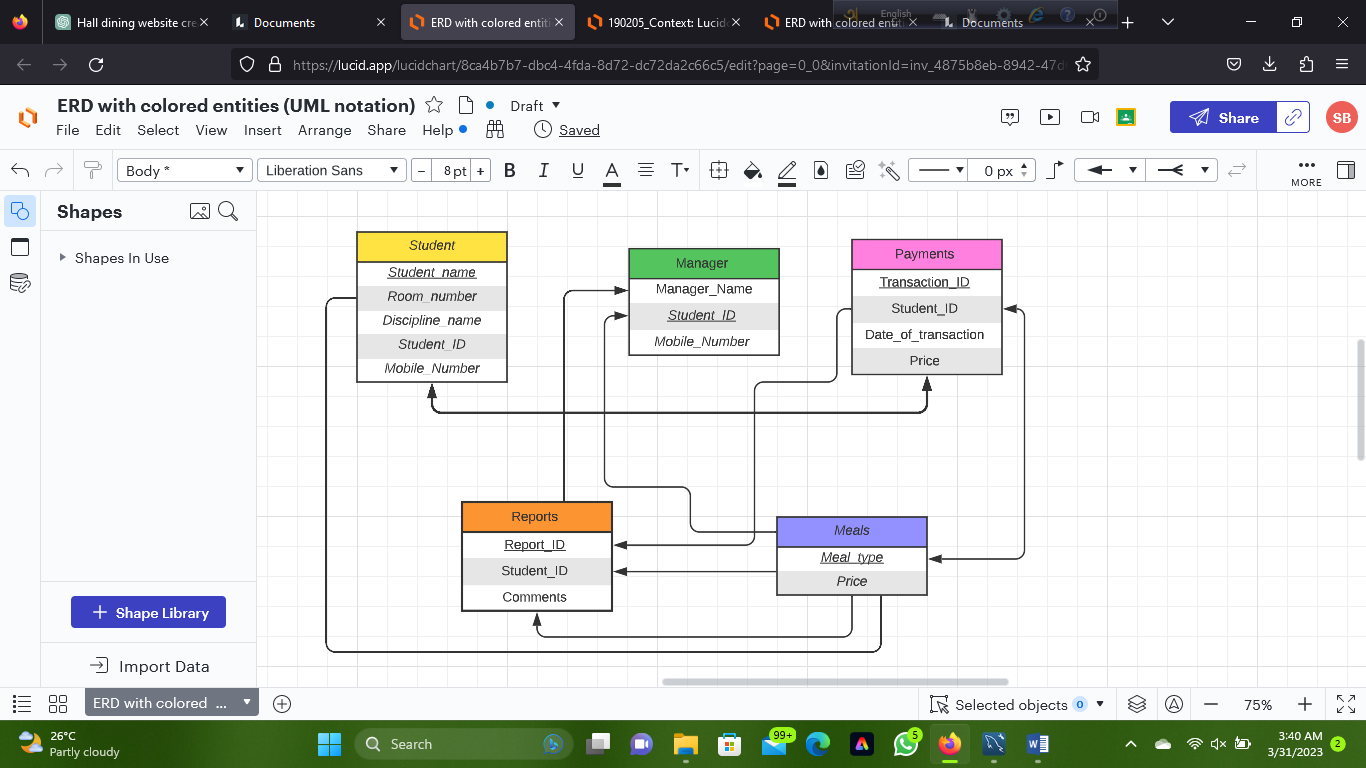 Hall dining website cre
Documents
ERD with colored entiti
190205_Context: Lucid
ERD with colored enti
Documents
English
https://lucid.app/lucidchart/8ca4b7b7-dbc4-4fda-8d72-dc72da2c66c5/edit?page=0_0&invitationId=inv_4875b8eb-8942-47d
ERD with colored entities (UML notation)
Draft
File Edit Select View Insert Arrange Share Help
Saved
Share
SB
Body *
Liberation Sans
− 8 pt +
B I U A T
0 px
MORE
Shapes
Shapes In Use
Student
Student_name
Room_number
Discipline_name
Student_ID
Mobile_Number
Manager
Manager_Name
Student_ID
Mobile_Number
Payments
Transaction_ID
Student_ID
Date_of_transaction
Price
Reports
Report_ID
Student_ID
Comments
Meals
Meal_type
Price
+ Shape Library
Import Data
ERD with colored ...
Selected objects 0
75%
26°C
Partly cloudy
Search
99+
5
3:40 AM
3/31/2023
2